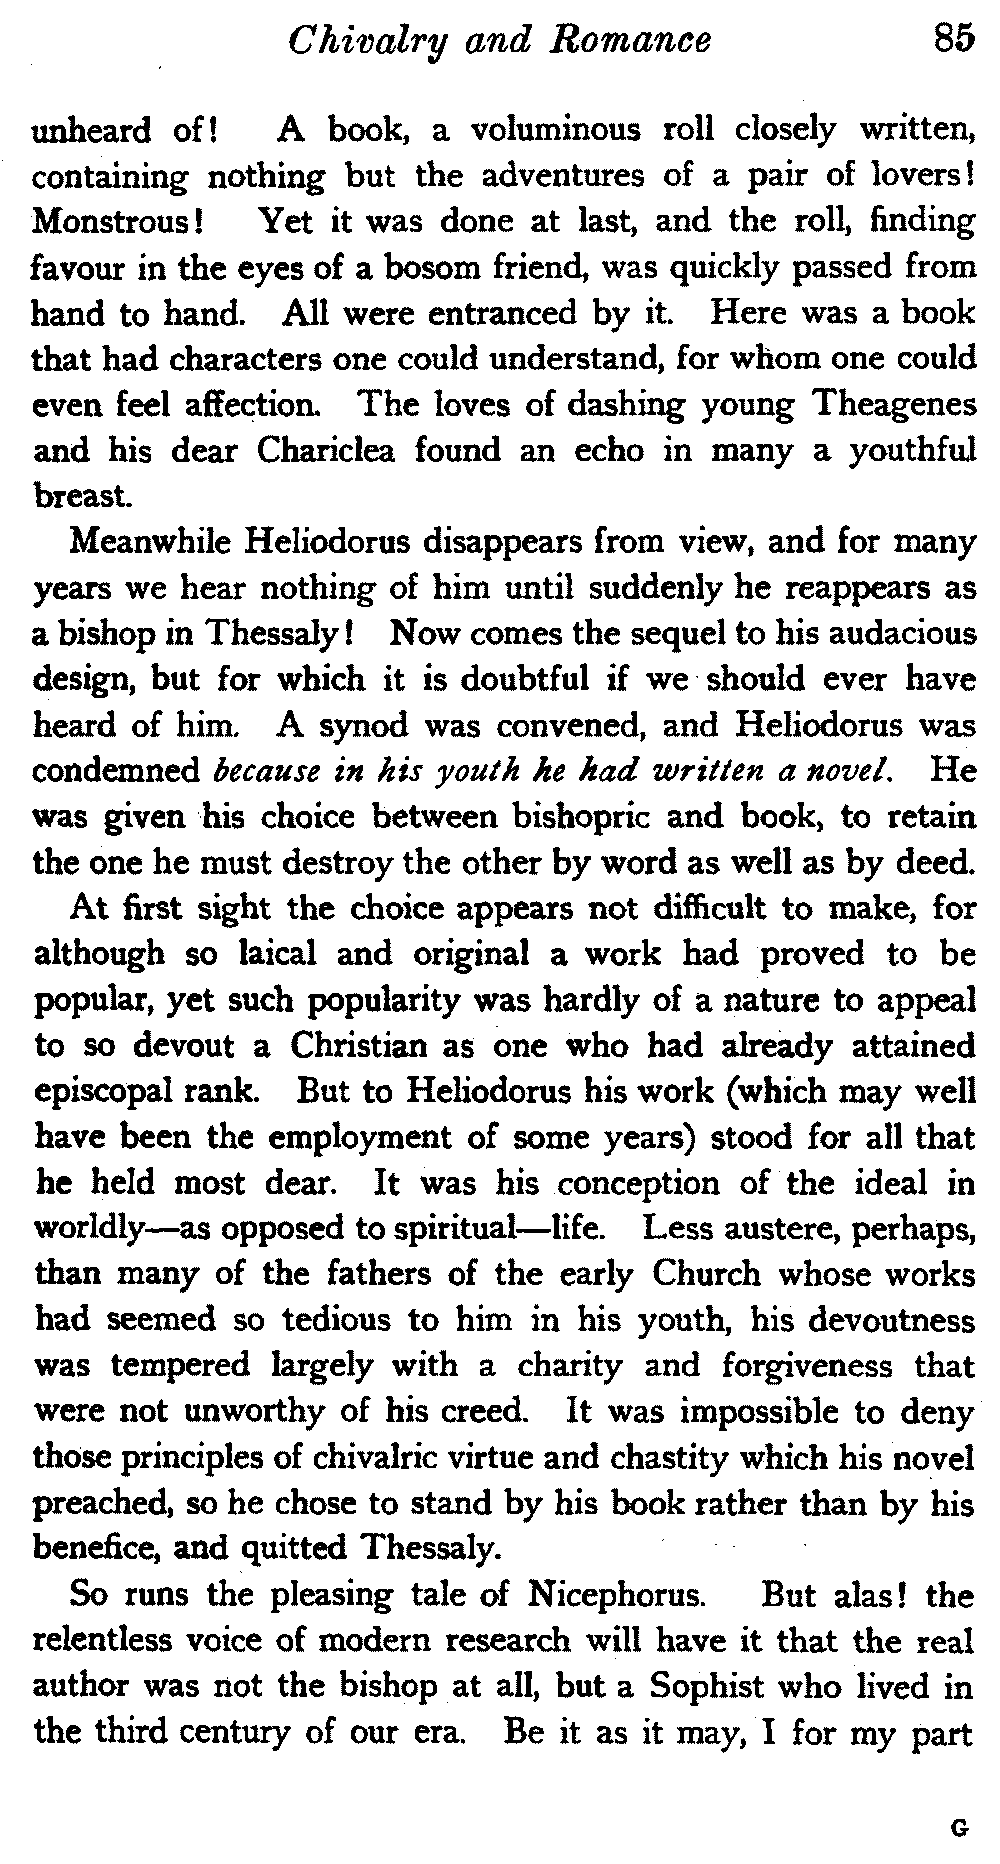 Chivalry and Romance 85
unheard of! A book, a voluminous roll closely written,
containing nothing but the adventures of a pair of lovers!
Monstrous! Yet it was done at last, and the roll, finding
favour in the eyes of a bosom friend, was quickly passed from
hand to hand. All were entranced by it. Here was a book
that had characters one could understand, for whom one could
even feel affection. The loves of dashing young Theagenes
and his dear Chariclea found an echo in many a youthful
breast.
Meanwhile Heliodorus disappears from view, and for many
years we hear nothing of him until suddenly he reappears as
a bishop in Thessaly! Now comes the sequel to his audacious
design, but for which it is doubtful if we should ever have
heard of him. A synod was convened, and Heliodorus was
condemned because in his youth he had written a novel. He
was given his choice between bishopric and book, to retain
the one he must destroy the other by word as well as by deed.
At first sight the choice appears not difficult to make, for
although so laical and original a work had proved to be
popular, yet such popularity was hardly of a nature to appeal
to so devout a Christian as one who had already attained
episcopal rank. But to Heliodorus his work (which may well
have been the employment of some years) stood for all that
he held most dear. It was his conception of the ideal in
worldly—as opposed to spiritual—life. Less austere, perhaps,
than many of the fathers of the early Church whose works
had seemed so tedious to him in his youth, his devoutness
was tempered largely with a charity and forgiveness that
were not unworthy of his creed. It was impossible to deny
those principles of chivalric virtue and chastity which his novel
preached, so he chose to stand by his book rather than by his
benefice, and quitted Thessaly.
So runs the pleasing tale of Nicephorus. But alas! the
relentless voice of modern research will have it that the real
author was not the bishop at all, but a Sophist who lived in
the third century of our era. Be it as it may, I for my part
G